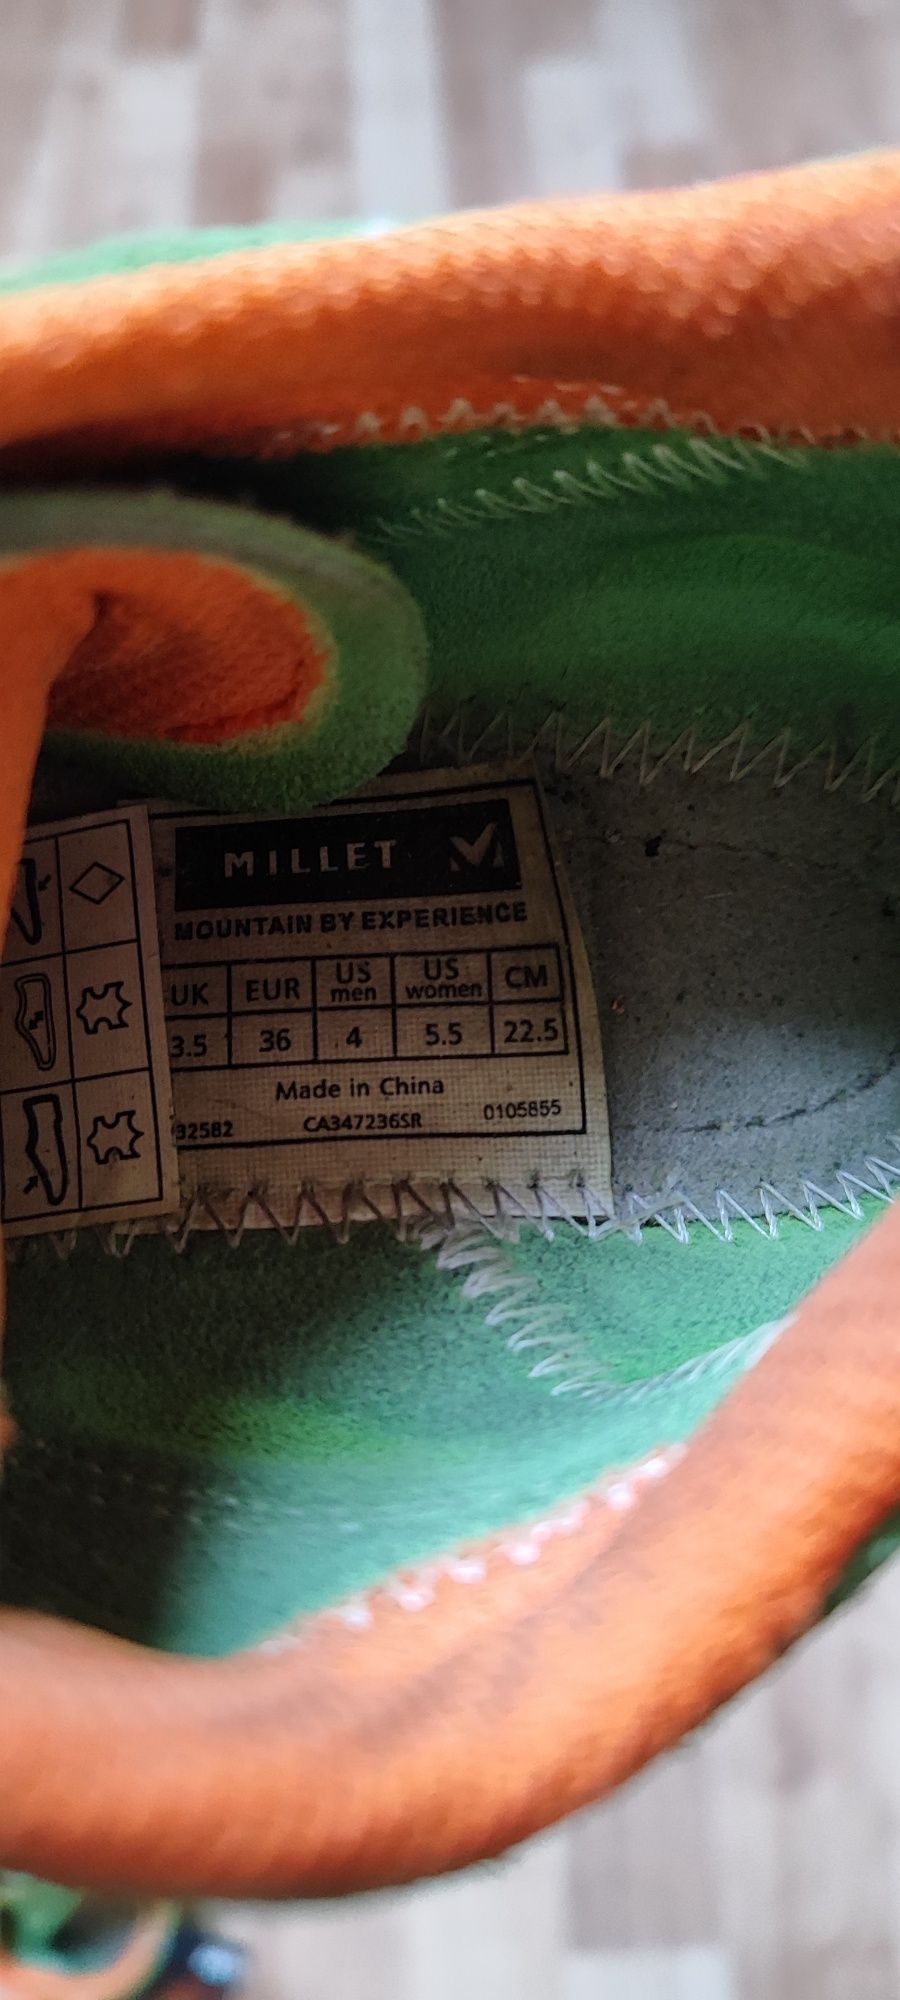 MILLET
MOUNTAIN BY EXPERIENCE
UK EUR US men US women CM
3.5 36 4 5.5 22.5
Made in China
32582 CA347236SR 0105855